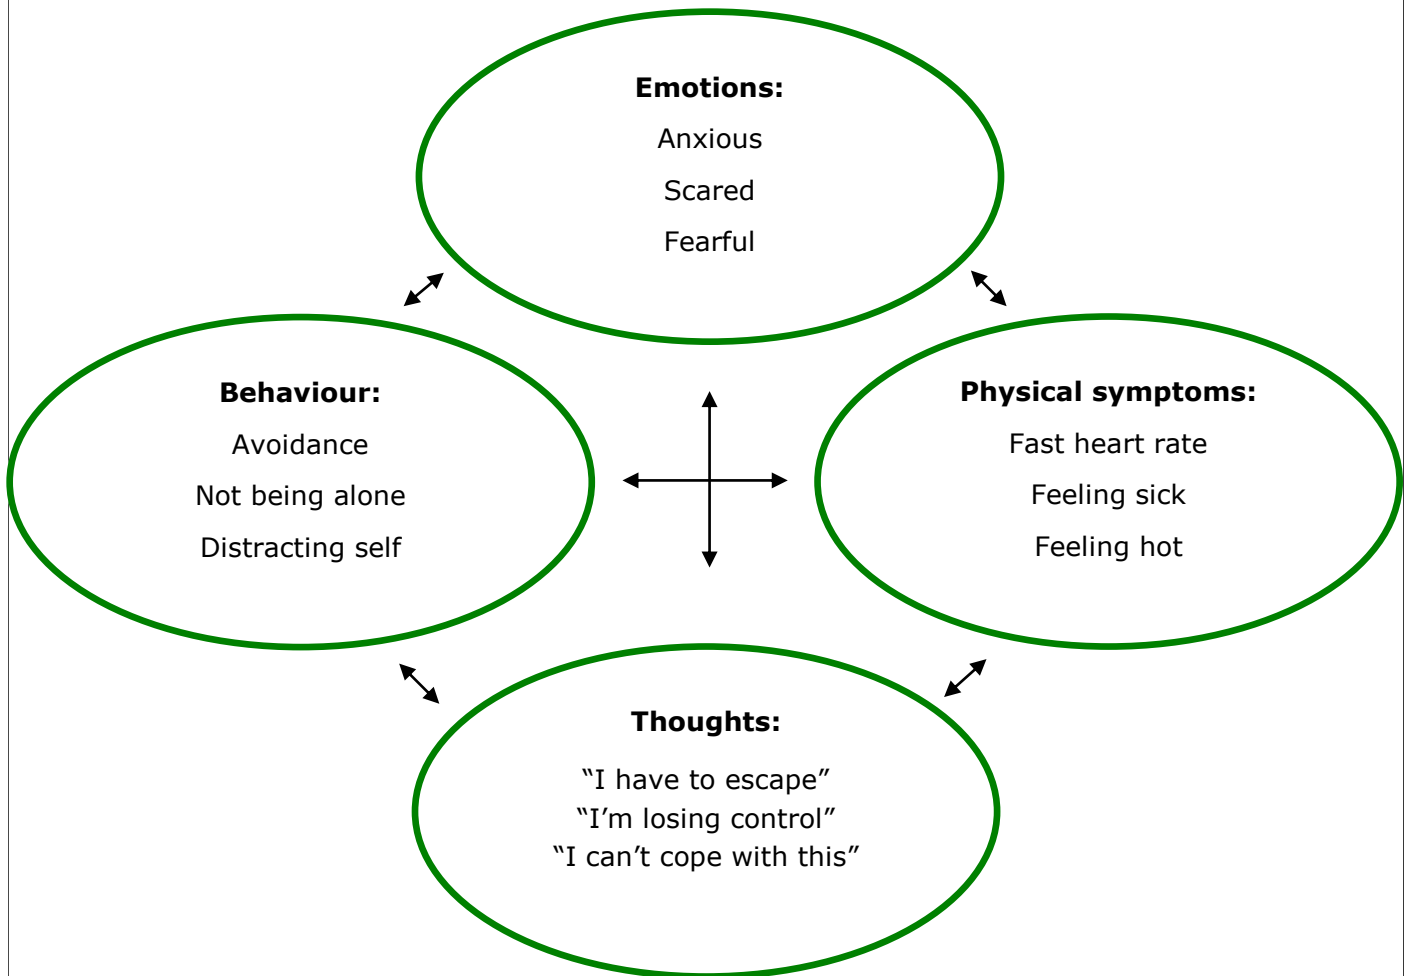 Emotions:
Anxious
Scared
Fearful
Behaviour:
Avoidance
Not being alone
Distracting self
Physical symptoms:
Fast heart rate
Feeling sick
Feeling hot
Thoughts:
“I have to escape”
“I’m losing control”
“I can’t cope with this”